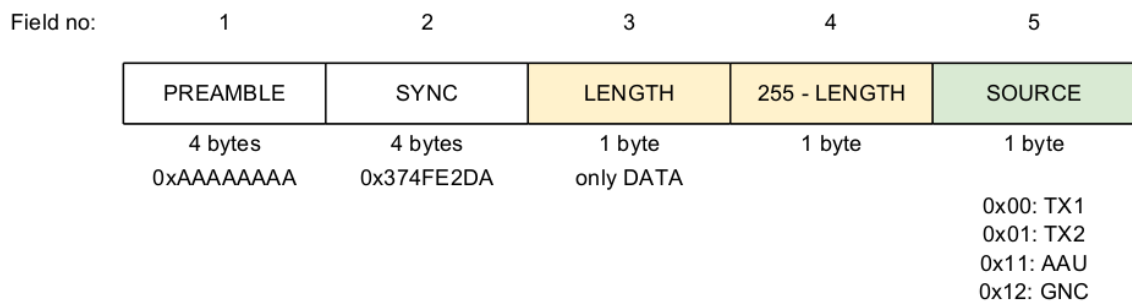 Field no: 1 2 3 4 5
PREAMBLE SYNC LENGTH 255 - LENGTH SOURCE
4 bytes 4 bytes 1 byte 1 byte 1 byte
0xAAAAAAAA 0x374FE2DA only DATA
0x00: TX1
0x01: TX2
0x11: AAU
0x12: GNC